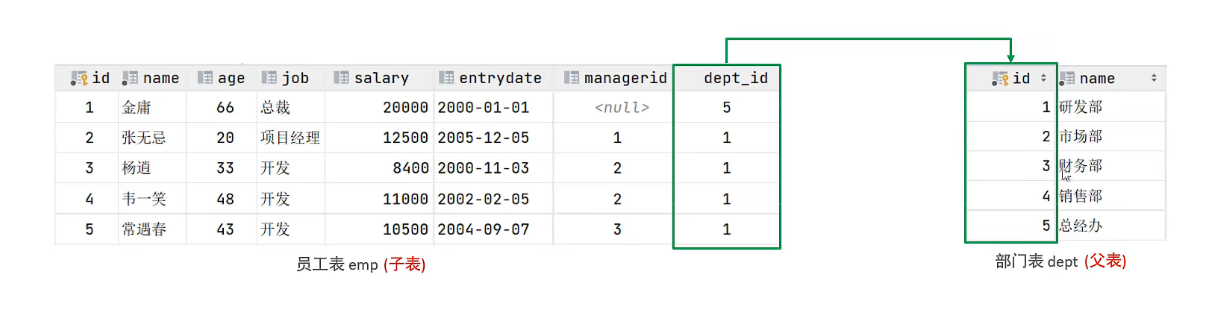 id name age job salary entrydate managerid dept_id
1 金庸 66 总裁 20000 2000-01-01 <null> 5
2 张无忌 20 项目经理 12500 2005-12-05 1 1
3 杨逍 33 开发 8400 2000-11-03 2 1
4 韦一笑 48 开发 11000 2002-02-05 2 1
5 常遇春 43 开发 10500 2004-09-07 3 1
员工表 emp (子表)
id name
1 研发部
2 市场部
3 财务部
4 销售部
5 总经办
部门表 dept (父表)